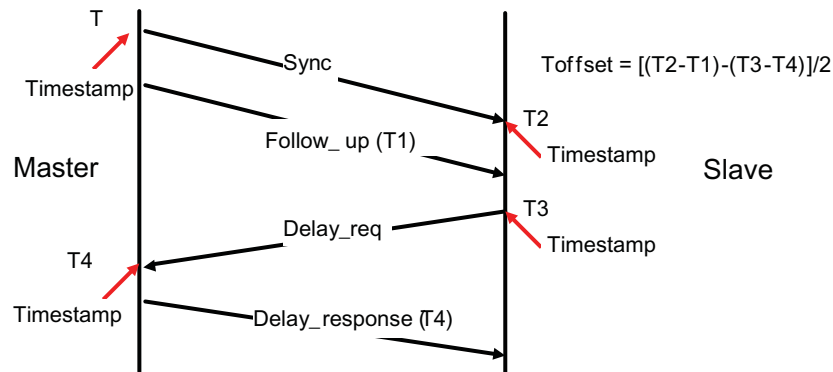 T
Sync
Toffset = [(T2-T1)-(T3-T4)]/2
Timestamp
T2
Follow_ up (T1)
Timestamp
Master
Slave
T3
Delay_req
Timestamp
T4
Timestamp
Delay_response (T4)